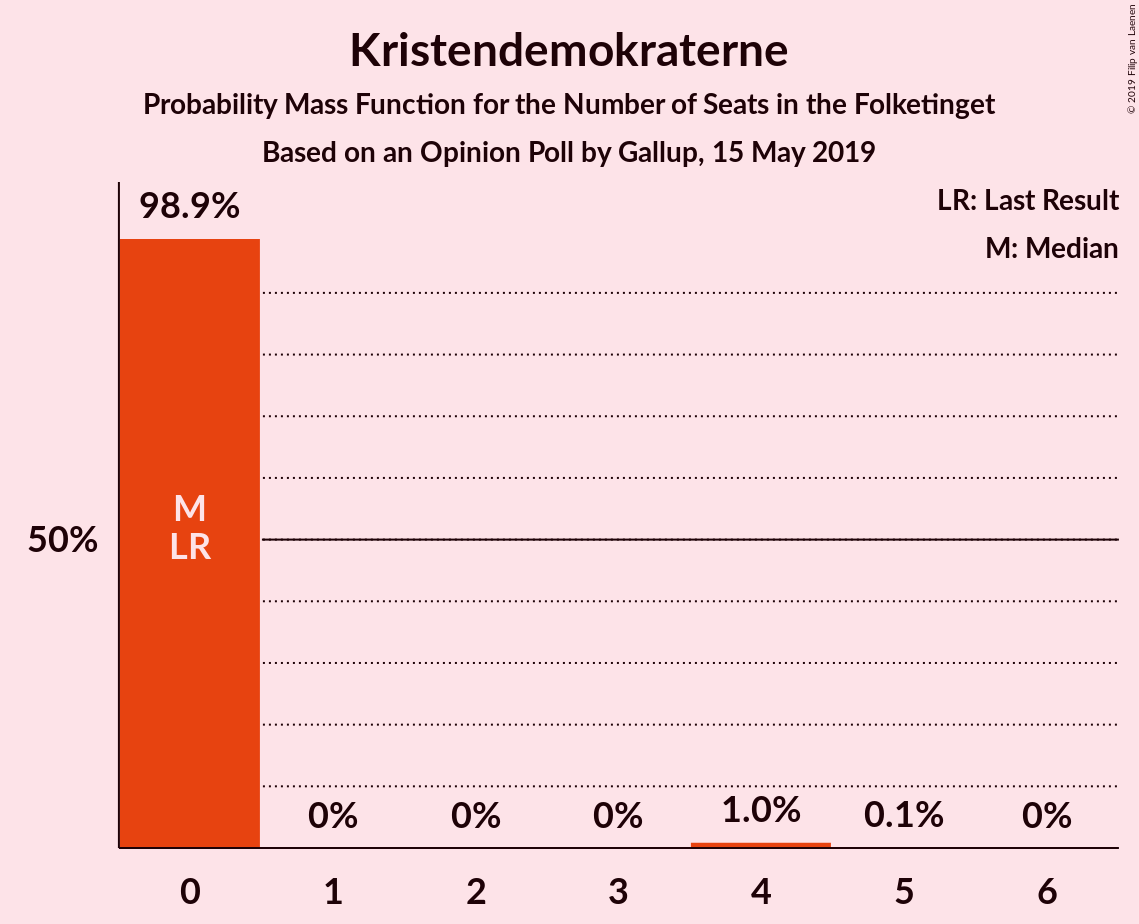 Kristendemokraterne
Probability Mass Function for the Number of Seats in the Folketinget
Based on an Opinion Poll by Gallup, 15 May 2019
© 2019 Filip van Laenen
LR: Last Result
M: Median
98.9%
M
LR
50%
0%
0%
0%
1.0%
0.1%
0%
0
1
2
3
4
5
6